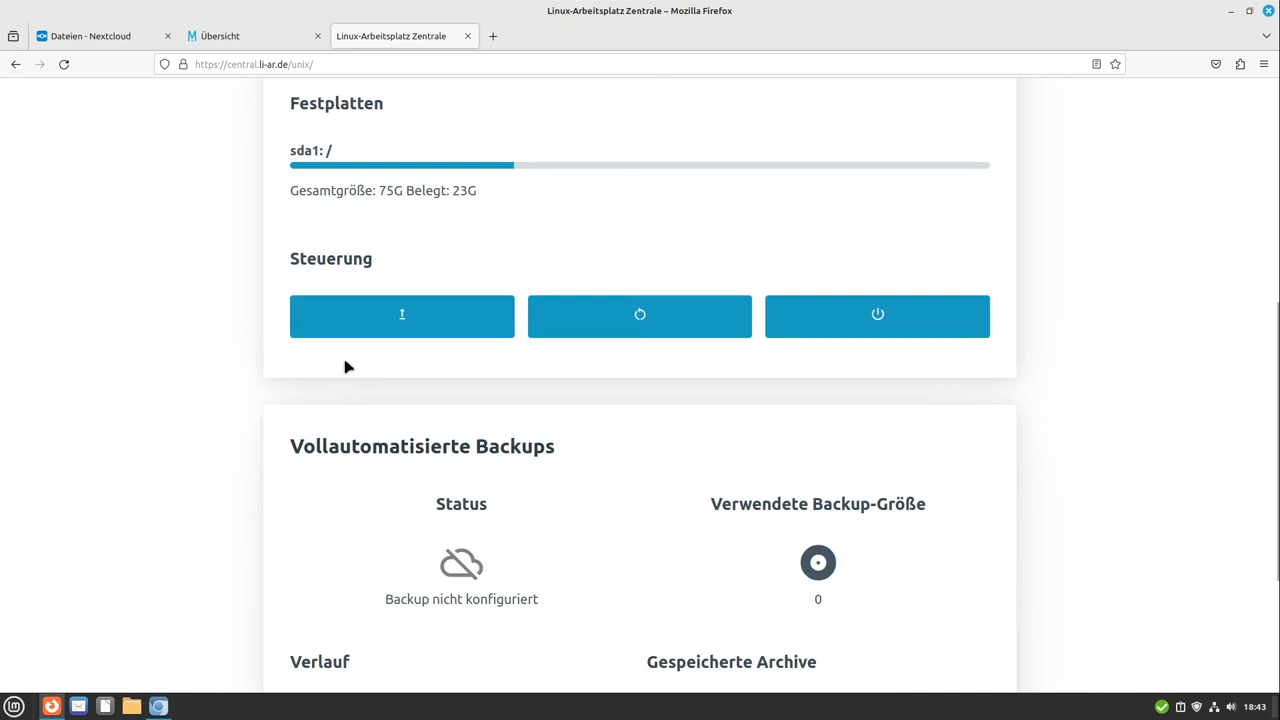 Linux-Arbeitsplatz Zentrale – Mozilla Firefox
Dateien - Nextcloud
Übersicht
Linux-Arbeitsplatz Zentrale
https://central.li-ar.de/unix/
Festplatten
sda1: /
Gesamtgröße: 75G Belegt: 23G
Steuerung
Vollautomatisierte Backups
Status
Verwendete Backup-Größe
Backup nicht konfiguriert
0
Verlauf
Gespeicherte Archive
18:43